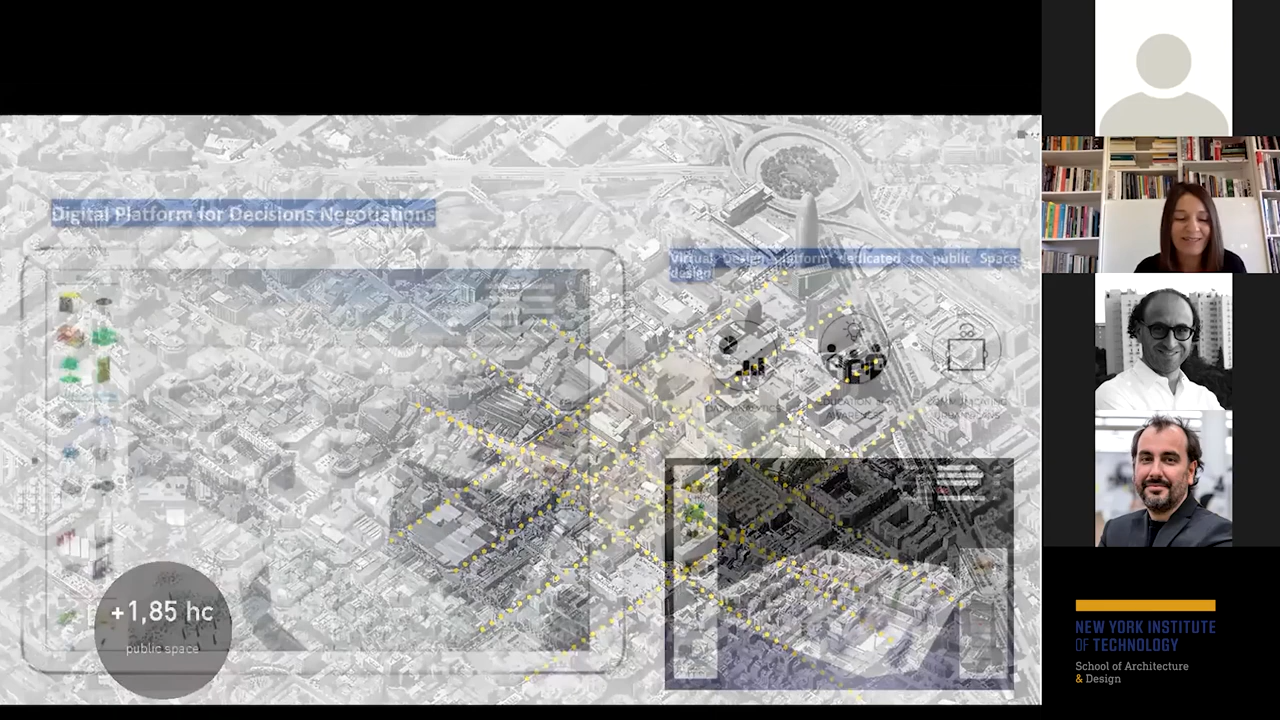 Digital Platform for Decisions Negotiations
Virtual Design platform dedicated to public Space
design
+1,85 hc
public space
NEW YORK INSTITUTE
OF TECHNOLOGY
School of Architecture
& Design